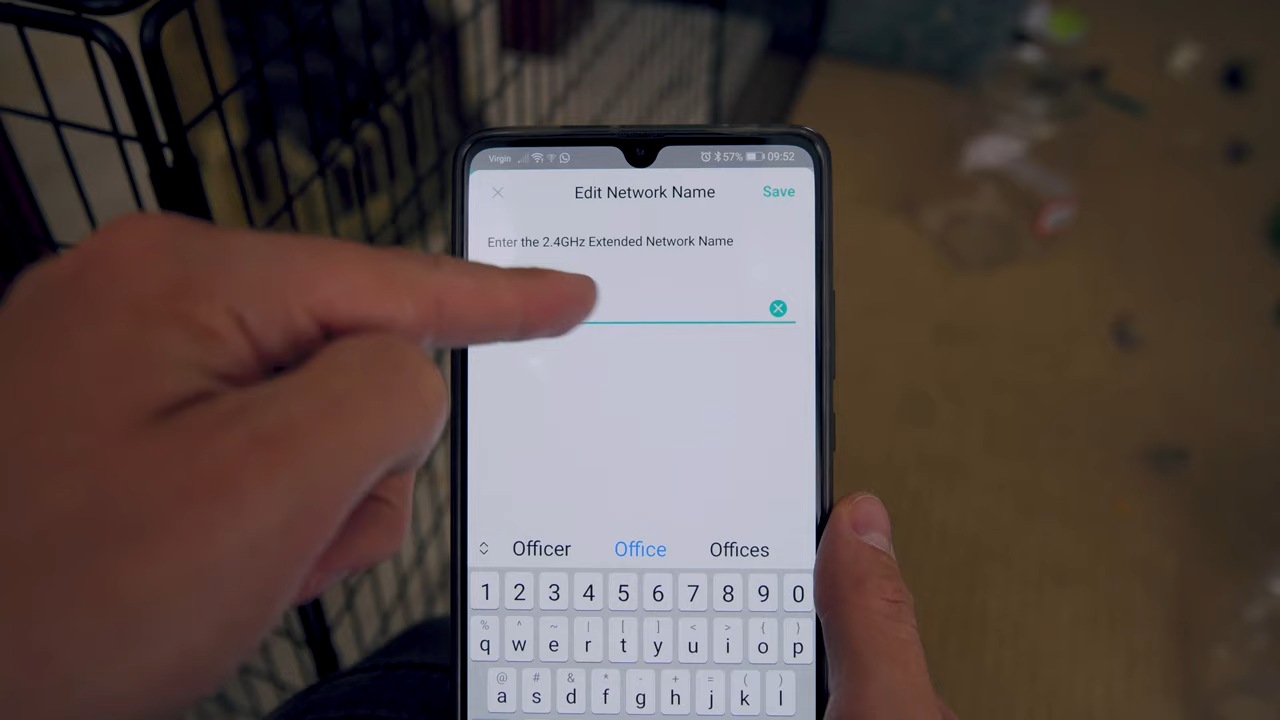 Virgin 57% 09:52
Edit Network Name Save
Enter the 2.4GHz Extended Network Name
Officer Office Offices
1 2 3 4 5 6 7 8 9 0
% ^ ~ | [ ] < > { }
q w e r t y u i o p
@ # & * - + = ( )
a s d f g h j k l